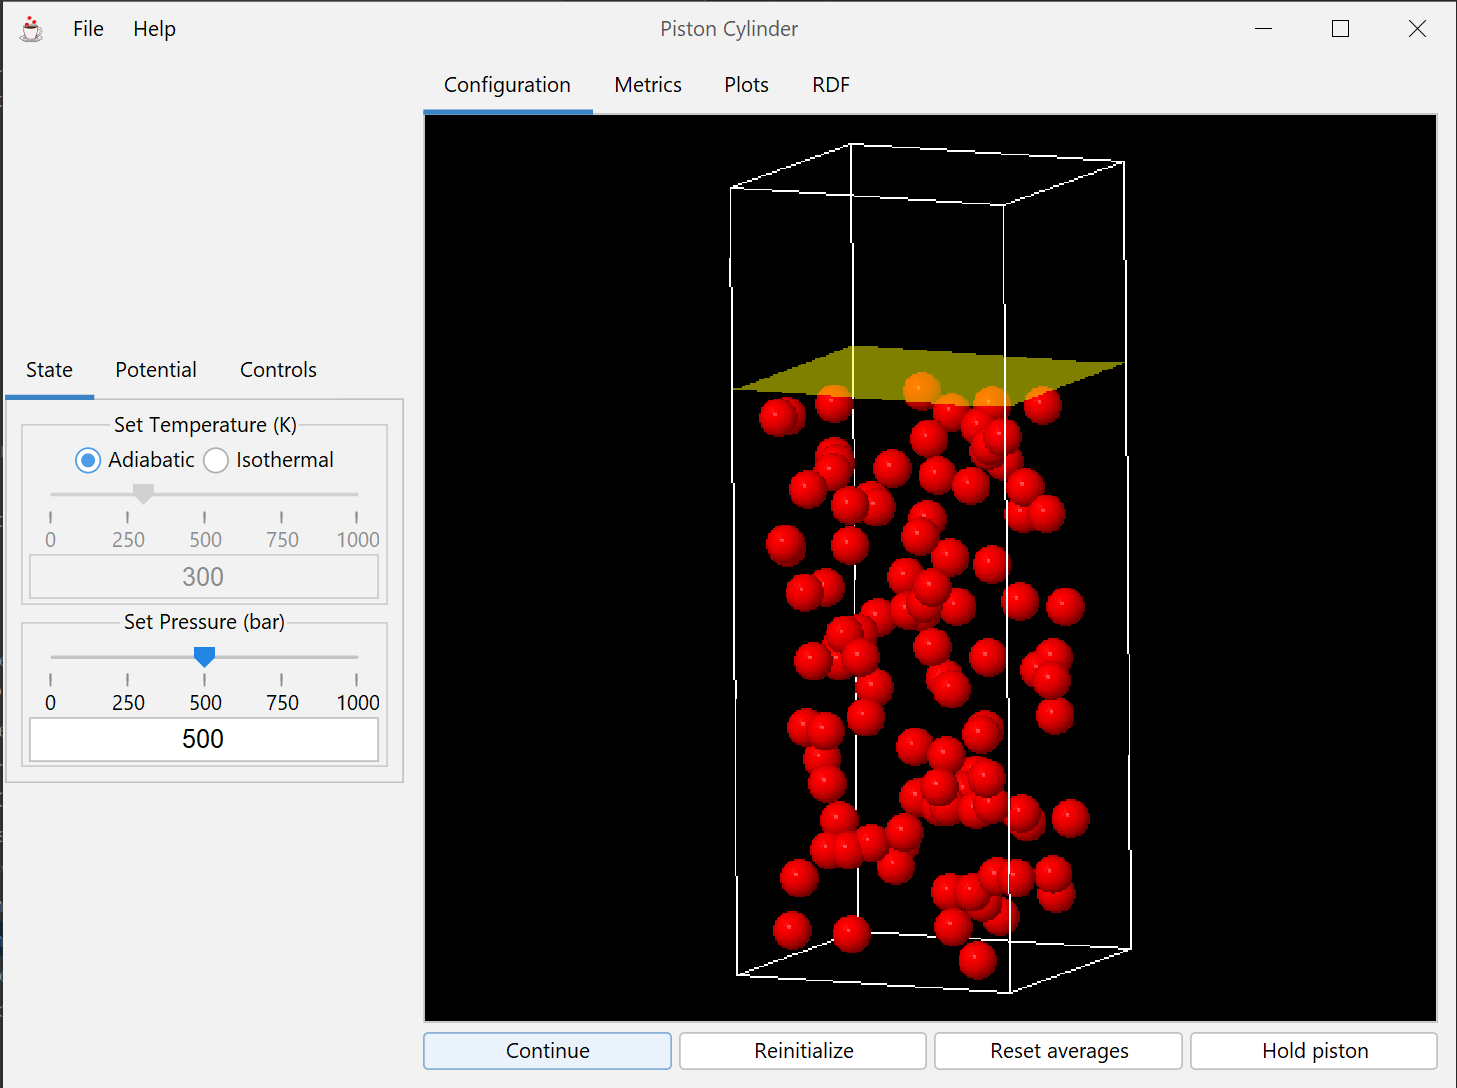 File Help Piston Cylinder
Configuration Metrics Plots RDF
State Potential Controls
Set Temperature (K)
Adiabatic Isothermal
0 250 500 750 1000
300
Set Pressure (bar)
0 250 500 750 1000
500
Continue Reinitialize Reset averages Hold piston